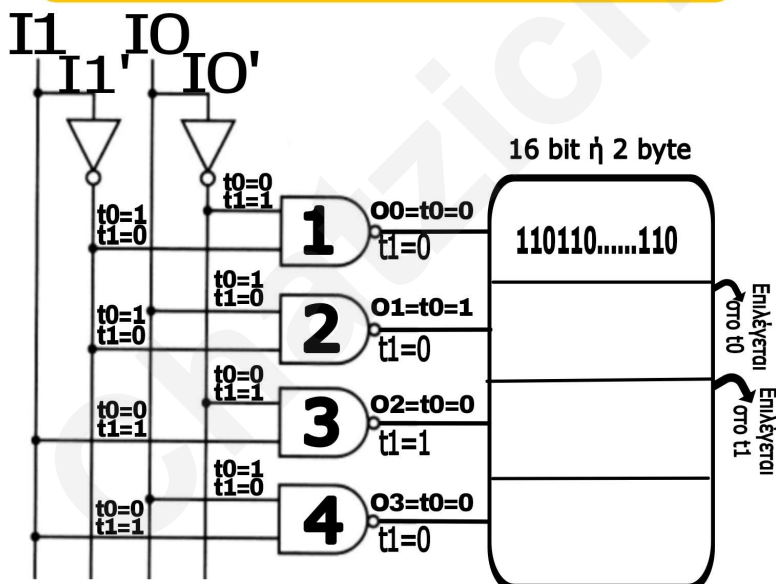 I1 I0
I1' I0'
16 bit ή 2 byte
t0=0
t1=1
t0=1
t1=0
1
O0=t0=0
t1=0
110110......110
t0=1
t1=0
t0=1
t1=0
2
O1=t0=1
t1=0
Επιλέγεται
στο t0
t0=0
t1=1
t0=0
t1=1
3
O2=t0=0
t1=1
Επιλέγεται
στο t1
t0=1
t1=0
t0=0
t1=1
4
O3=t0=0
t1=0